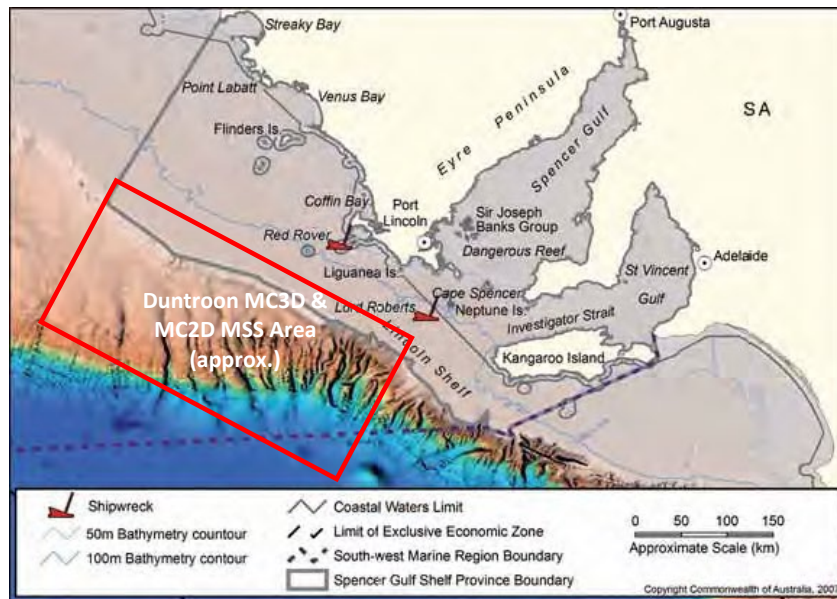 Streaky Bay
Port Augusta
Point Labatt
Venus Bay
Flinders Is.
Eyre Peninsula
Spencer Gulf
SA
Coffin Bay
Port
Lincoln
Sir Joseph
Banks Group
Red Rover
Dangerous Reef
Adelaide
Liguanea Is.
St Vincent
Gulf
Duntroon MC3D &
MC2D MSS Area
(approx.)
Lord Roberts
Cape Spencer
Neptune Is.
Investigator Strait
Lincoln Shelf
Kangaroo Island
Shipwreck
50m Bathymetry countour
100m Bathymetry contour
Coastal Waters Limit
Limit of Exclusive Economic Zone
South-west Marine Region Boundary
Spencer Gulf Shelf Province Boundary
0 50 100 150
Approximate Scale (km)
Copyright Commonwealth of Australia, 200